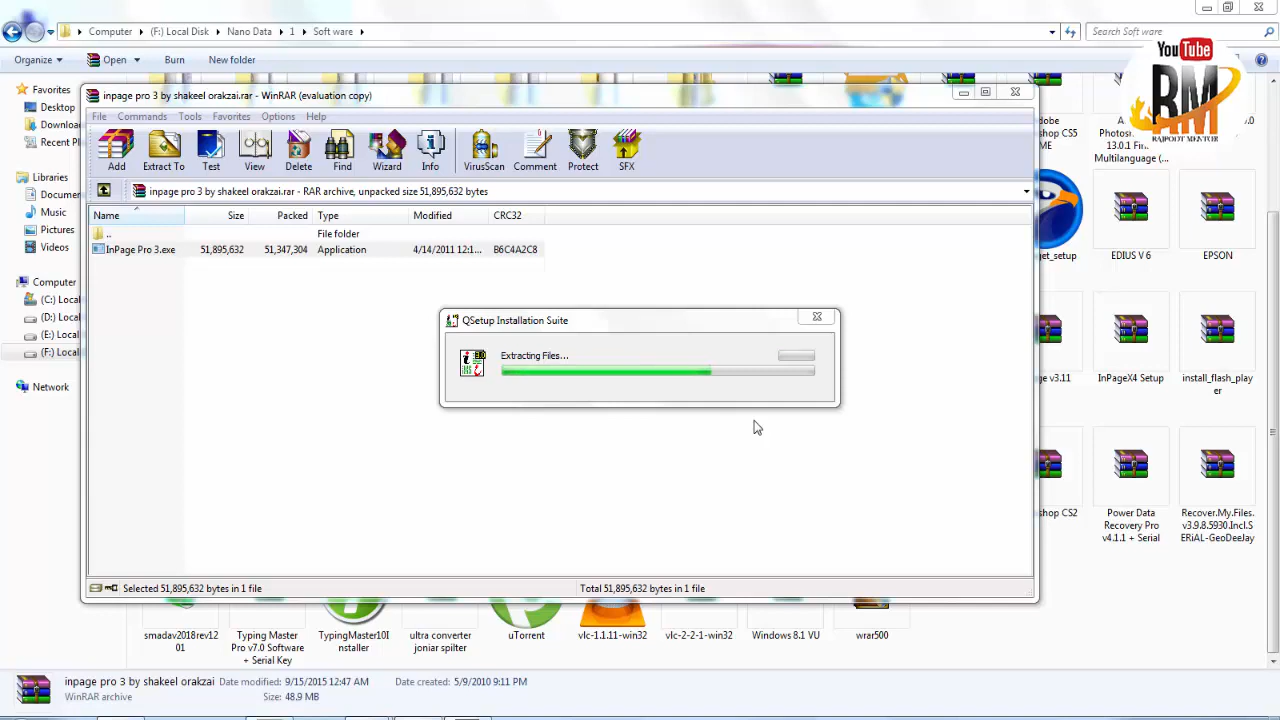 Computer ▸ (F:) Local Disk ▸ Nano Data ▸ 1 ▸ Soft ware ▸
Search Soft ware
Organize
Open
Burn
New folder
YouTube
RM
RAJPOOT MENTOR
Favorites
Desktop
Recent
Libraries
Music
Pictures
Videos
Computer
(C:) Local
(D:) Local
(E:) Local
(F:) Local
Network
inpage pro 3 by shakeel orakzai.rar - WinRAR (evaluation copy)
File Commands Tools Favorites Options Help
Add Extract To Test View Delete Find Wizard Info VirusScan Comment Protect SFX
inpage pro 3 by shakeel orakzai.rar - RAR archive, unpacked size 51,895,632 bytes
Name Size Packed Type Modified CRC32
.. File folder
InPage Pro 3.exe 51,895,632 51,347,304 Application 4/14/2011 12:1... B6C4A2C8
QSetup Installation Suite
Extracting Files...
Selected 51,895,632 bytes in 1 file
Total 51,895,632 bytes in 1 file
13.0.1
Multilanguage (...
EDIUS V 6
EPSON
v3.11
InPageX4 Setup
install_flash_play
er
CS2
Power Data
Recovery Pro
v4.1.1 + Serial
Recover.My.Files.
v3.9.8.5930.Incl.S
ERiAL-GeoDeeJay
smadav2018rev12
01
Typing Master
Pro v7.0 Software
+ Serial Key
TypingMaster10I
nstaller
ultra converter
joniar spilter
uTorrent
vlc-1.1.11-win32
vlc-2-2-1-win32
Windows 8.1 VU
wrar500
inpage pro 3 by shakeel orakzai
WinRAR archive
Date modified: 9/15/2015 12:47 AM
Size: 48.9 MB
Date created: 5/9/2010 9:11 PM